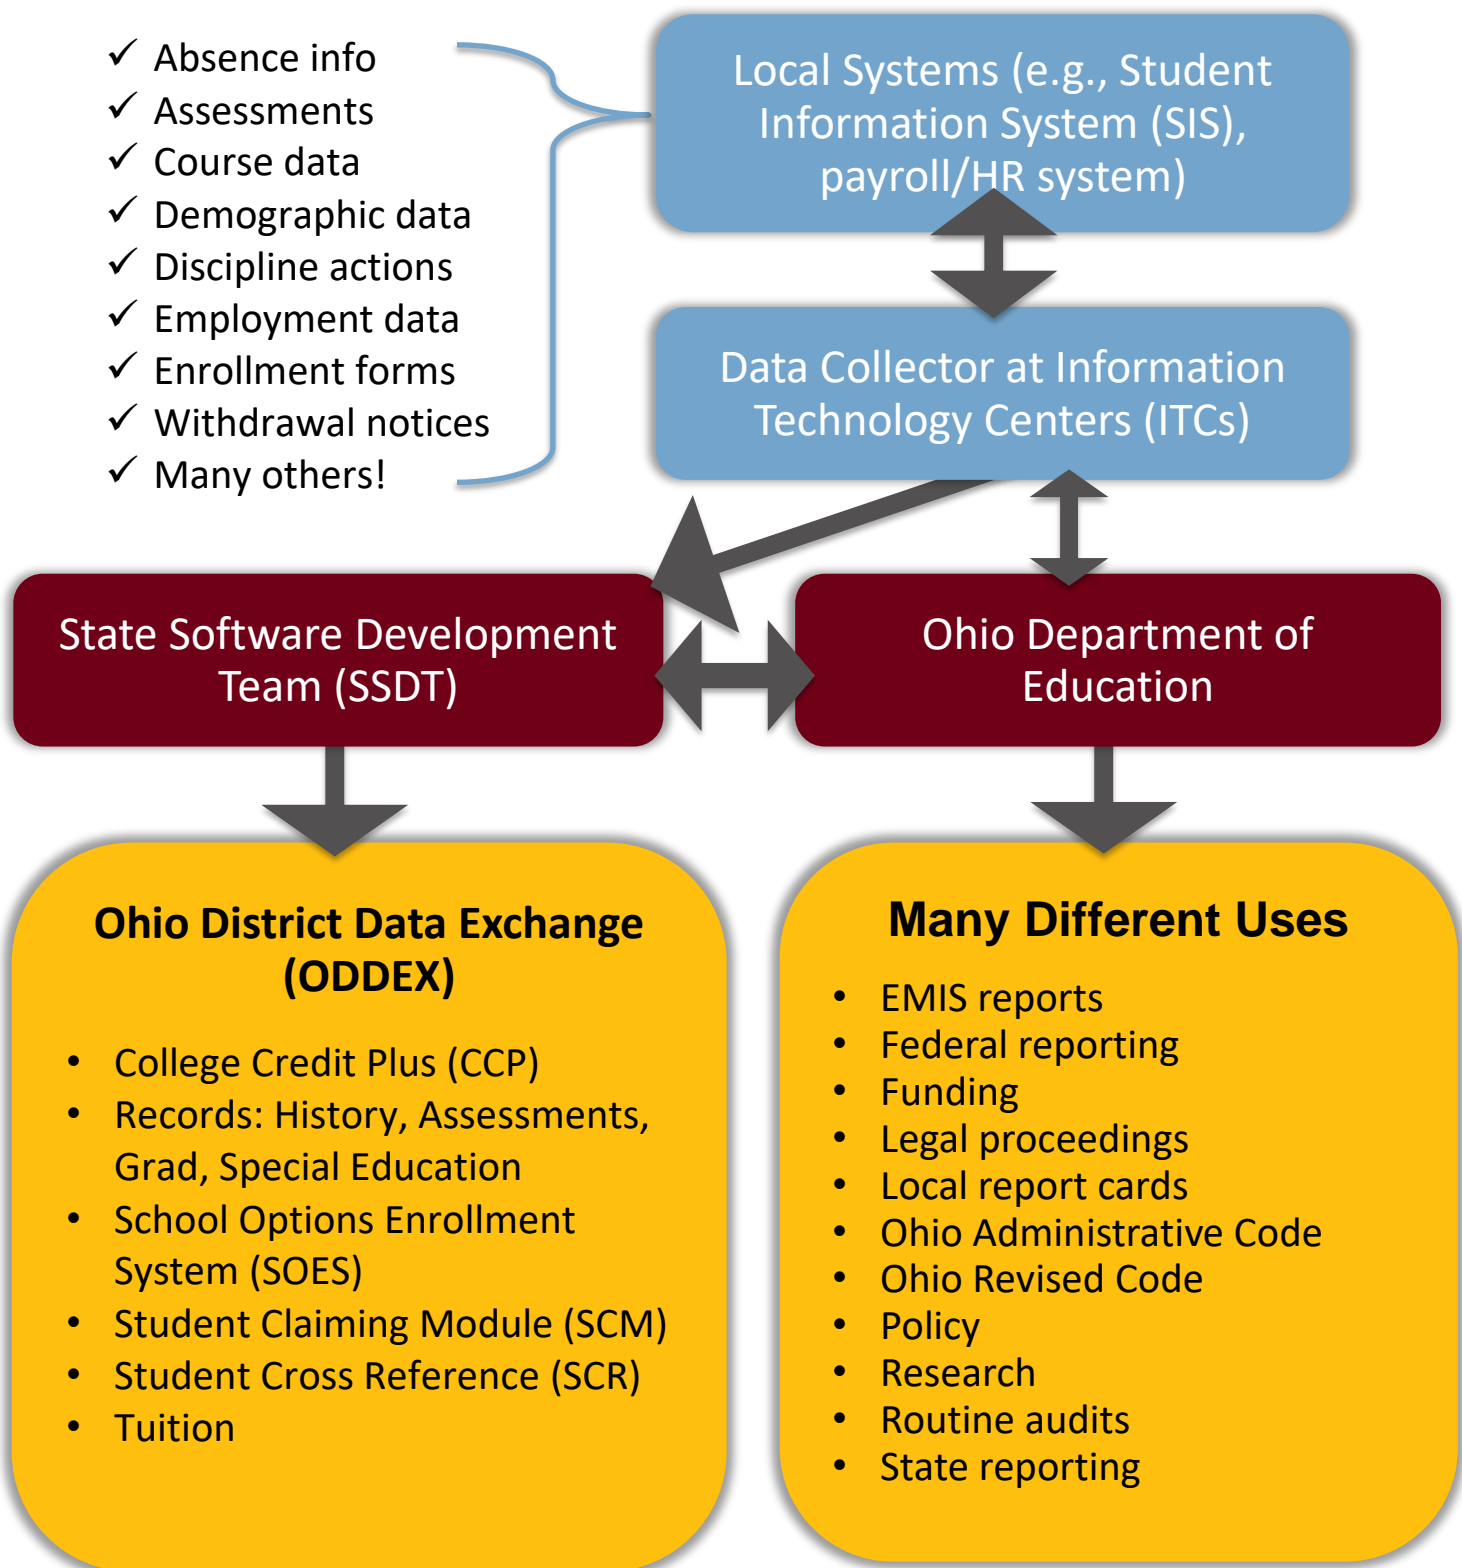 ✓ Absence info
✓ Assessments
✓ Course data
✓ Demographic data
✓ Discipline actions
✓ Employment data
✓ Enrollment forms
✓ Withdrawal notices
✓ Many others!
Local Systems (e.g., Student
Information System (SIS),
payroll/HR system)
Data Collector at Information
Technology Centers (ITCs)
State Software Development
Team (SSDT)
Ohio Department of
Education
Ohio District Data Exchange
(ODDEX)
• College Credit Plus (CCP)
• Records: History, Assessments,
Grad, Special Education
• School Options Enrollment
System (SOES)
• Student Claiming Module (SCM)
• Student Cross Reference (SCR)
• Tuition
Many Different Uses
• EMIS reports
• Federal reporting
• Funding
• Legal proceedings
• Local report cards
• Ohio Administrative Code
• Ohio Revised Code
• Policy
• Research
• Routine audits
• State reporting